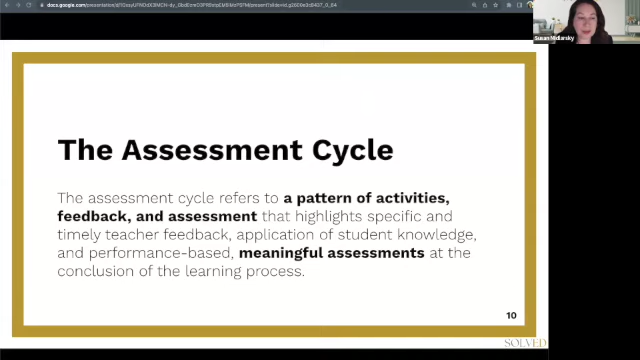 Susan Midlarsky
The Assessment Cycle
The assessment cycle refers to a pattern of activities,
feedback, and assessment that highlights specific and
timely teacher feedback, application of student knowledge,
and performance-based, meaningful assessments at the
conclusion of the learning process.
10
SOLVED